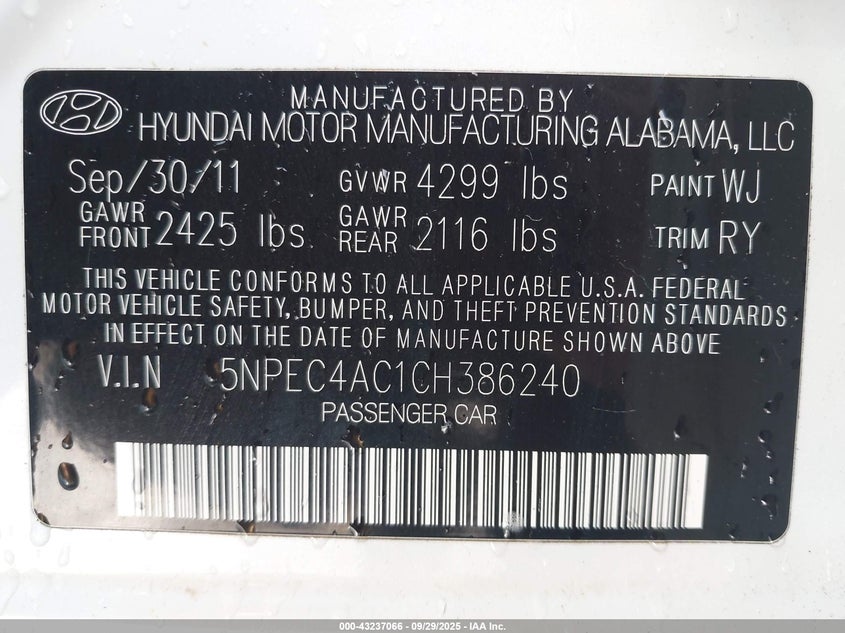 MANUFACTURED BY
HYUNDAI MOTOR MANUFACTURING ALABAMA, LLC
Sep/30/11 GVWR 4299 lbs PAINT WJ
GAWR FRONT 2425 lbs. GAWR REAR 2116 lbs TRIM RY
THIS VEHICLE CONFORMS TO ALL APPLICABLE U.S.A. FEDERAL
MOTOR VEHICLE SAFETY, BUMPER, AND THEFT PREVENTION STANDARDS
IN EFFECT ON THE DATE OF MANUFACTURE SHOWN ABOVE
V.I.N 5NPEC4AC1CH386240
PASSENGER CAR
000-43237066 | 09/29/2025 | IAA Inc.